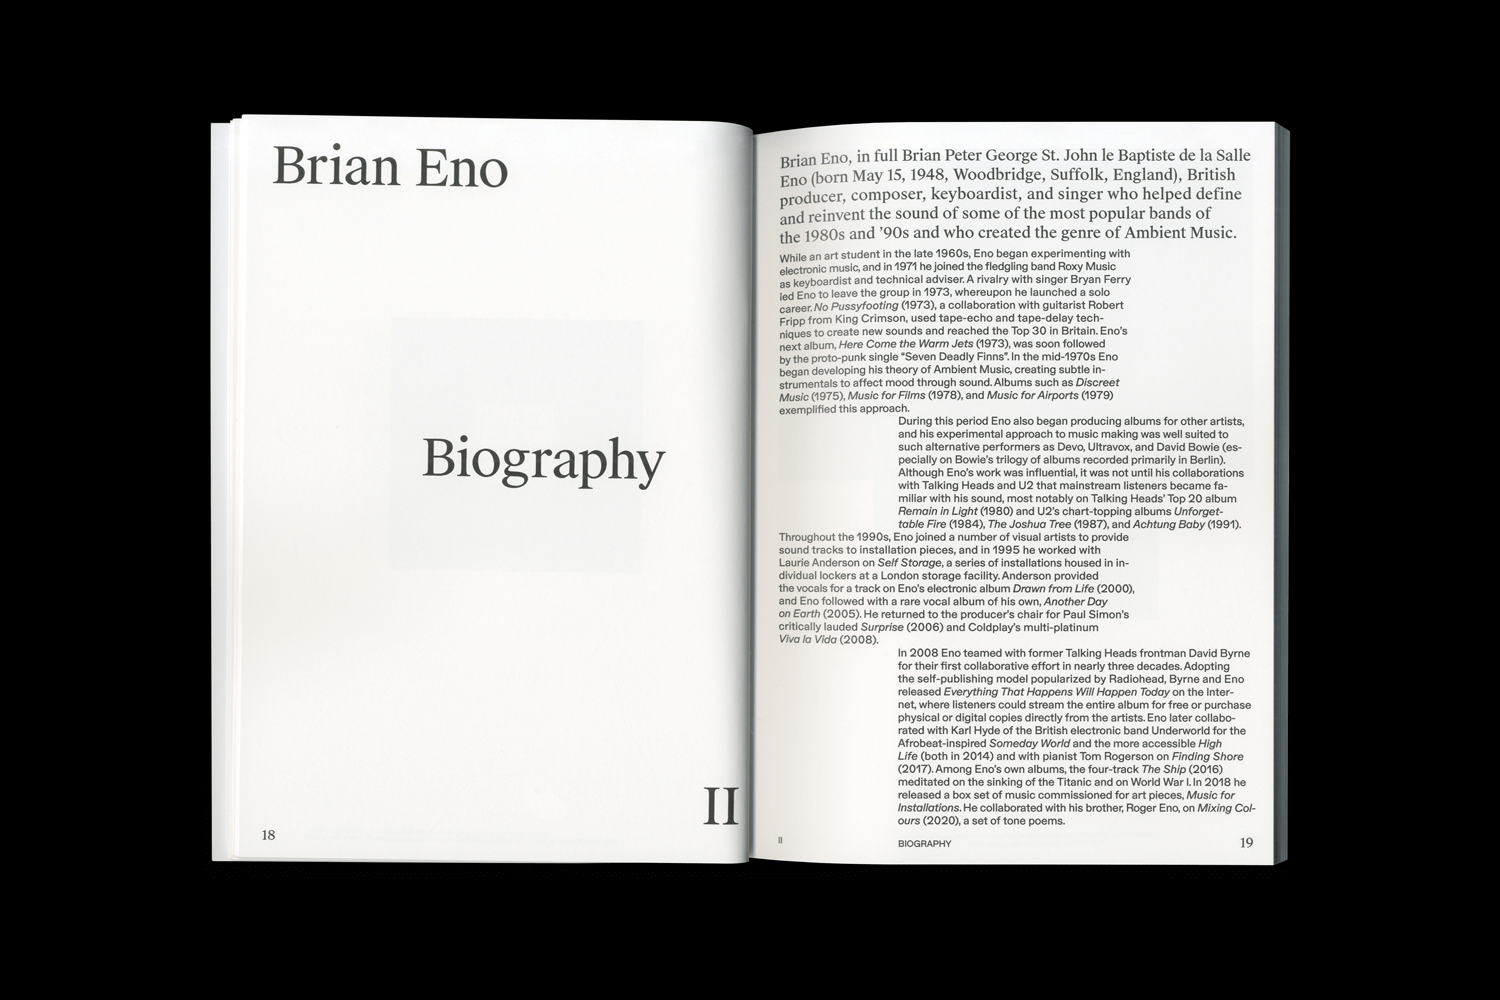 Brian Eno
Biography
II
18
Brian Eno, in full Brian Peter George St. John le Baptiste de la Salle
Eno (born May 15, 1948, Woodbridge, Suffolk, England), British
producer, composer, keyboardist, and singer who helped define
and reinvent the sound of some of the most popular bands of
the 1980s and ’90s and who created the genre of Ambient Music.
While an art student in the late 1960s, Eno began experimenting with
electronic music, and in 1971 he joined the fledgling band Roxy Music
as keyboardist and technical adviser. A rivalry with singer Bryan Ferry
led Eno to leave the group in 1973, whereupon he launched a solo
career. No Pussyfooting (1973), a collaboration with guitarist Robert
Fripp from King Crimson, used tape-echo and tape-delay tech-
niques to create new sounds and reached the Top 30 in Britain. Eno’s
next album, Here Come the Warm Jets (1973), was soon followed
by the proto-punk single “Seven Deadly Finns”. In the mid-1970s Eno
began developing his theory of Ambient Music, creating subtle in-
strumentals to affect mood through sound. Albums such as Discreet
Music (1975), Music for Films (1978), and Music for Airports (1979)
exemplified this approach.
During this period Eno also began producing albums for other artists,
and his experimental approach to music making was well suited to
such alternative performers as Devo, Ultravox, and David Bowie (es-
pecially on Bowie’s trilogy of albums recorded primarily in Berlin).
Although Eno’s work was influential, it was not until his collaborations
with Talking Heads and U2 that mainstream listeners became fa-
miliar with his sound, most notably on Talking Heads’ Top 20 album
Remain in Light (1980) and U2’s chart-topping albums Unforget-
table Fire (1984), The Joshua Tree (1987), and Achtung Baby (1991).
Throughout the 1990s, Eno joined a number of visual artists to provide
sound tracks to installation pieces, and in 1995 he worked with
Laurie Anderson on Self Storage, a series of installations housed in in-
dividual lockers at a London storage facility. Anderson provided
the vocals for a track on Eno’s electronic album Drawn from Life (2000),
and Eno followed with a rare vocal album of his own, Another Day
on Earth (2005). He returned to the producer’s chair for Paul Simon’s
critically lauded Surprise (2006) and Coldplay’s multi-platinum
Viva la Vida (2008).
In 2008 Eno teamed with former Talking Heads frontman David Byrne
for their first collaborative effort in nearly three decades. Adopting
the self-publishing model popularized by Radiohead, Byrne and Eno
released Everything That Happens Will Happen Today on the Inter-
net, where listeners could stream the entire album for free or purchase
physical or digital copies directly from the artists. Eno later collabo-
rated with Karl Hyde of the British electronic band Underworld for the
Afrobeat-inspired Someday World and the more accessible High
Life (both in 2014) and with pianist Tom Rogerson on Finding Shore
(2017). Among Eno’s own albums, the four-track The Ship (2016)
meditated on the sinking of the Titanic and on World War I. In 2018 he
released a box set of music commissioned for art pieces, Music for
Installations. He collaborated with his brother, Roger Eno, on Mixing Col-
ours (2020), a set of tone poems.
II
BIOGRAPHY
19